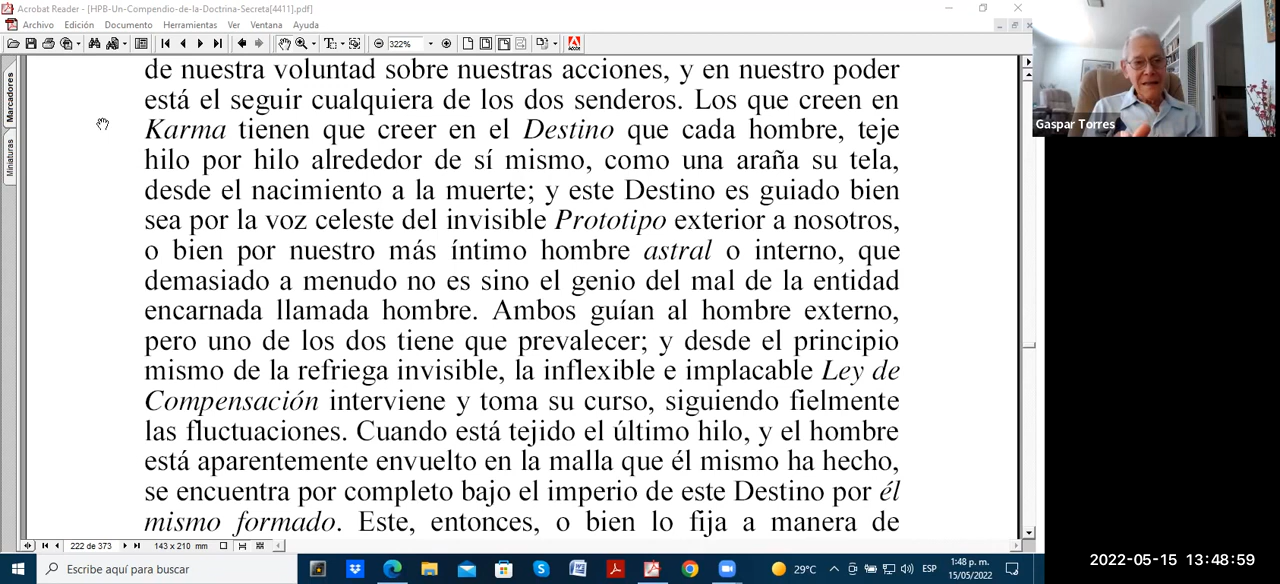 Acrobat Reader - [HPB-Un-Compendio-de-la-Doctrina-Secreta[4411].pdf]
Archivo Edición Documento Herramientas Ver Ventana Ayuda
322%
Marcadores
Miniaturas
de nuestra voluntad sobre nuestras acciones, y en nuestro poder
está el seguir cualquiera de los dos senderos. Los que creen en
Karma tienen que creer en el Destino que cada hombre, teje
hilo por hilo alrededor de sí mismo, como una araña su tela,
desde el nacimiento a la muerte; y este Destino es guiado bien
sea por la voz celeste del invisible Prototipo exterior a nosotros,
o bien por nuestro más íntimo hombre astral o interno, que
demasiado a menudo no es sino el genio del mal de la entidad
encarnada llamada hombre. Ambos guían al hombre externo,
pero uno de los dos tiene que prevalecer; y desde el principio
mismo de la refriega invisible, la inflexible e implacable Ley de
Compensación interviene y toma su curso, siguiendo fielmente
las fluctuaciones. Cuando está tejido el último hilo, y el hombre
está aparentemente envuelto en la malla que él mismo ha hecho,
se encuentra por completo bajo el imperio de este Destino por él
mismo formado. Este, entonces, o bien lo fija a manera de
Gaspar Torres
222 de 373
143 x 210 mm
Escribe aquí para buscar
29°C
ESP
1:48 p. m.
15/05/2022
2022-05-15 13:48:59